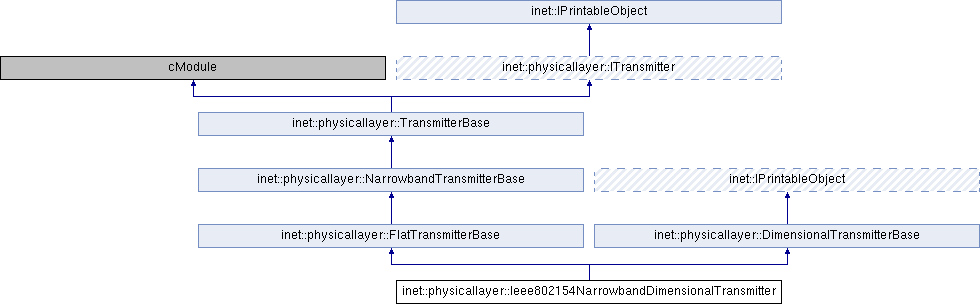 inet::IPrintableObject
cModule
inet::physicallayer::ITransmitter
inet::physicallayer::TransmitterBase
inet::physicallayer::NarrowbandTransmitterBase
inet::IPrintableObject
inet::physicallayer::FlatTransmitterBase
inet::physicallayer::DimensionalTransmitterBase
inet::physicallayer::Ieee802154NarrowbandDimensionalTransmitter